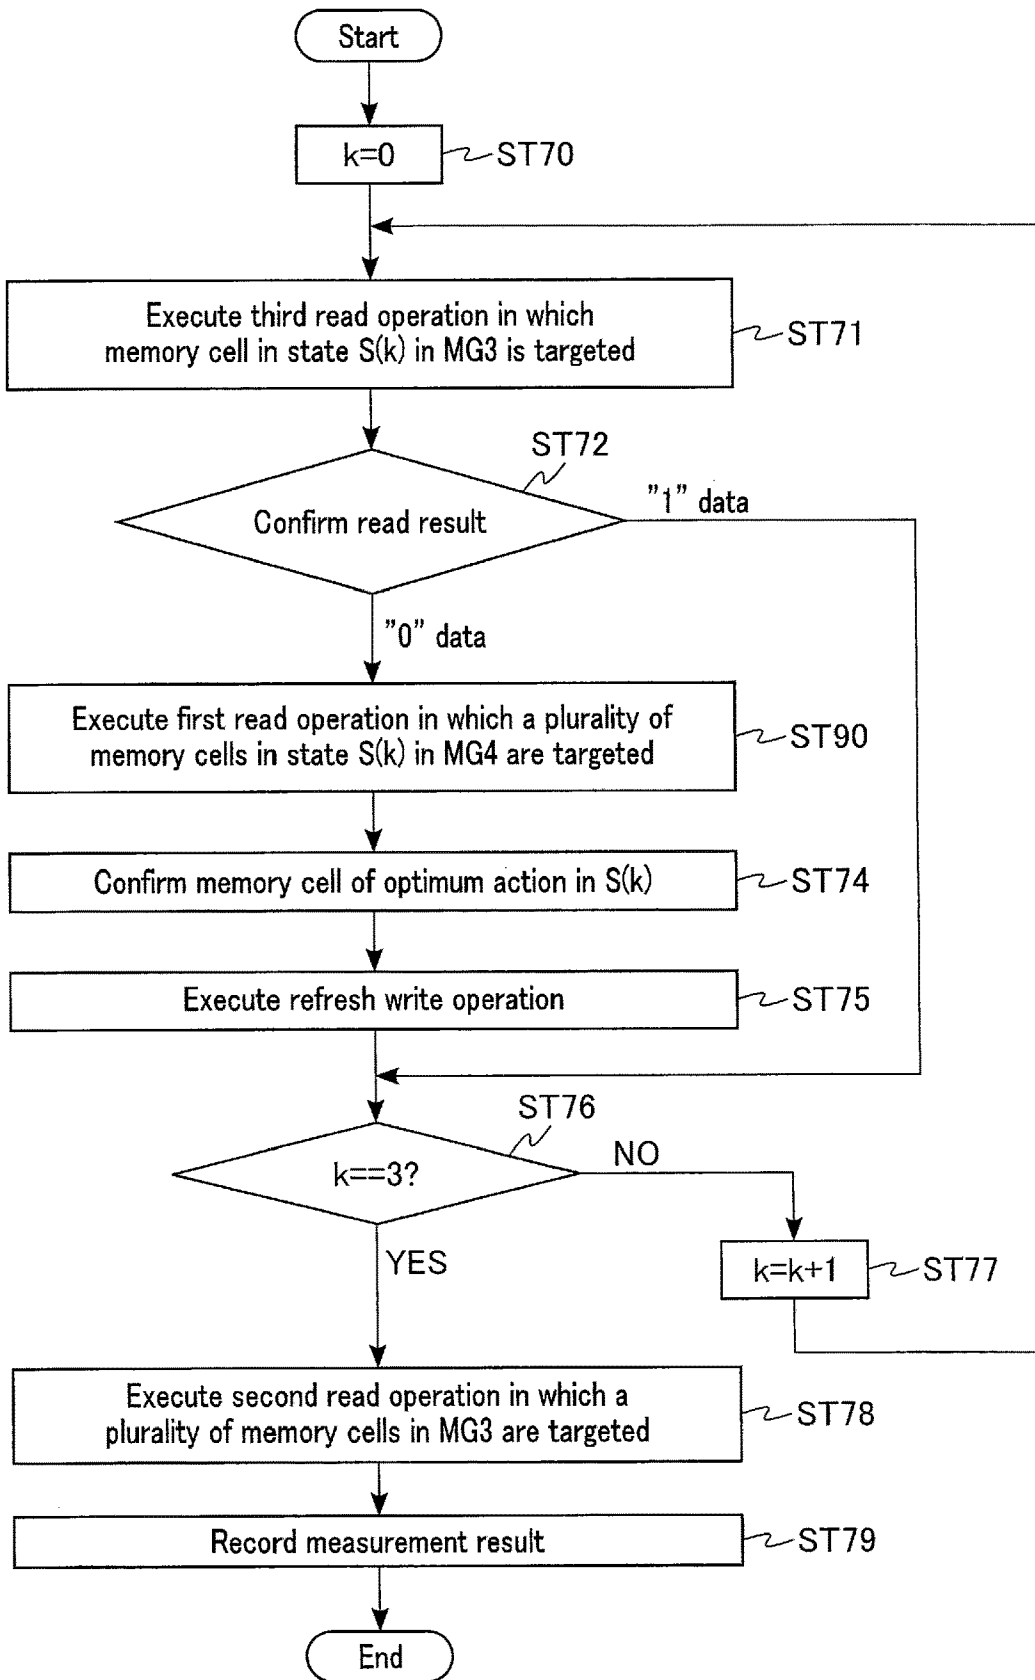 Start
k=0
ST70
Execute third read operation in which
memory cell in state S(k) in MG3 is targeted
ST71
ST72
Confirm read result
"1" data
"0" data
Execute first read operation in which a plurality of
memory cells in state S(k) in MG4 are targeted
ST90
Confirm memory cell of optimum action in S(k)
ST74
Execute refresh write operation
ST75
ST76
k==3?
NO
YES
k=k+1
ST77
Execute second read operation in which a
plurality of memory cells in MG3 are targeted
ST78
Record measurement result
ST79
End